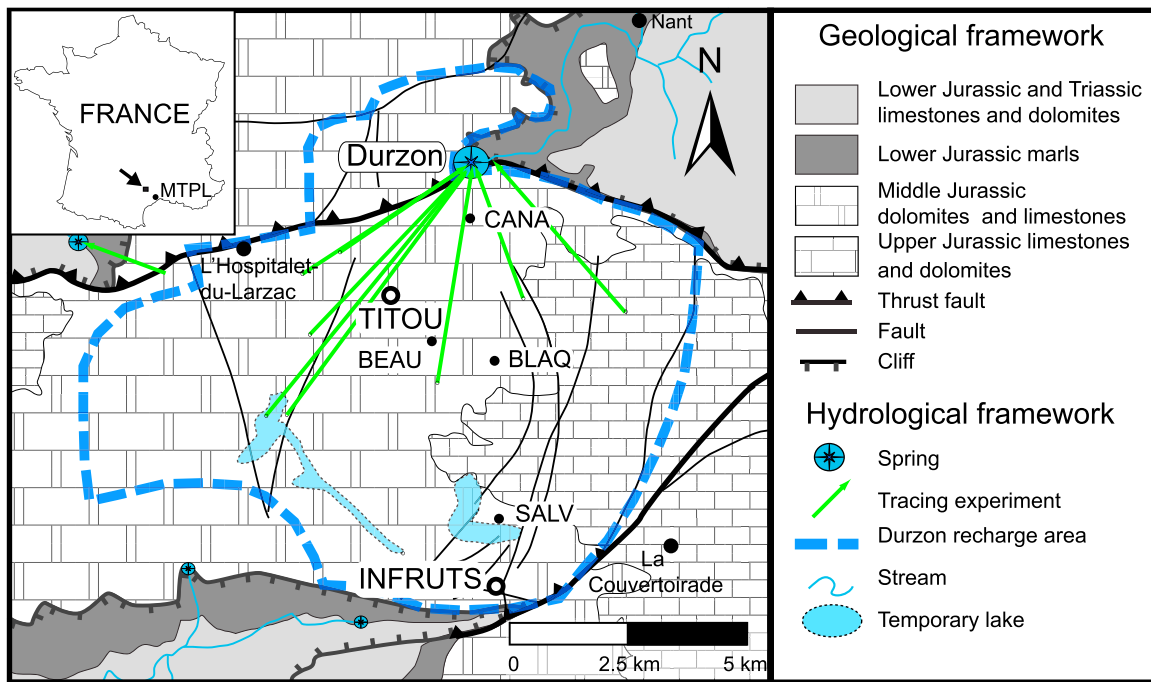 FRANCE
MTPL
Nant
N
Durzon
CANA
L'Hospitalet-
du-Larzac
TITOU
BEAU
BLAQ
SALV
La
Couvertoirade
INFRUTS
0
2.5 km
5 km
Geological framework
Lower Jurassic and Triassic
limestones and dolomites
Lower Jurassic marls
Middle Jurassic
dolomites and limestones
Upper Jurassic limestones
and dolomites
Thrust fault
Fault
Cliff
Hydrological framework
Spring
Tracing experiment
Durzon recharge area
Stream
Temporary lake